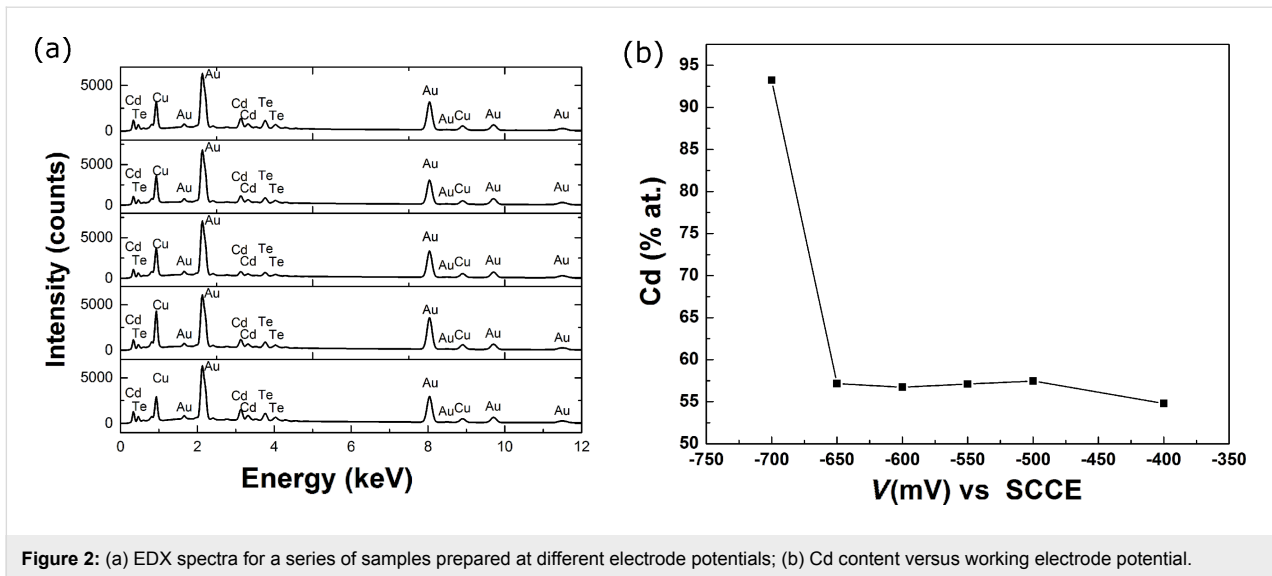 (a)
5000
0
Cd
Te
Cu
Au
Au
Cd
Cd
Te
Te
Au
Au
Cu
Au
Au
5000
0
Cd
Te
Cu
Au
Au
Cd
Cd
Te
Te
Au
Au
Cu
Au
Au
5000
0
Cd
Te
Cu
Au
Au
Cd
Cd
Te
Te
Au
Au
Cu
Au
Au
5000
0
Cd
Te
Cu
Au
Au
Cd
Cd
Te
Te
Au
Au
Cu
Au
Au
5000
0
Cd
Te
Cu
Au
Au
Cd
Cd
Te
Te
Au
Au
Cu
Au
Au
0 2 4 6 8 10 12
Intensity (counts)
Energy (keV)
(b)
95
90
85
80
75
70
65
60
55
50
-750 -700 -650 -600 -550 -500 -450 -400 -350
Cd (% at.)
V(mV) vs SCCE
Figure 2: (a) EDX spectra for a series of samples prepared at different electrode potentials; (b) Cd content versus working electrode potential.